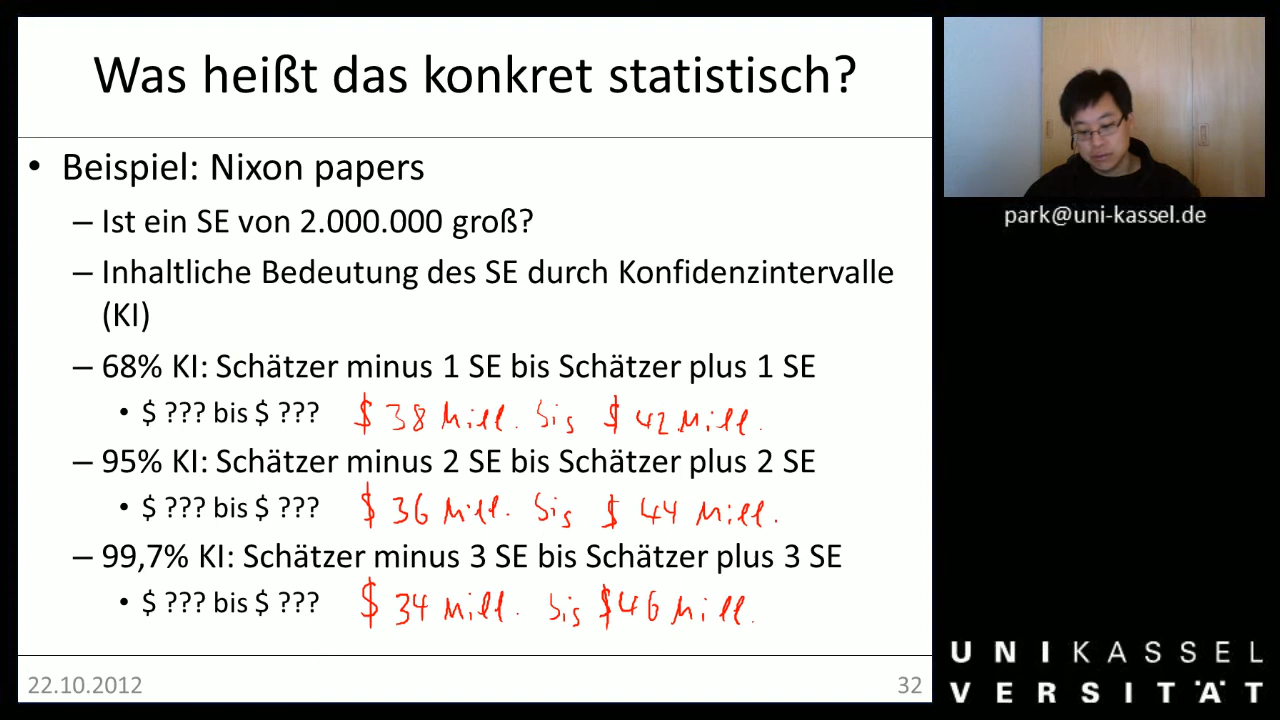 Was heißt das konkret statistisch?
• Beispiel: Nixon papers
– Ist ein SE von 2.000.000 groß?
– Inhaltliche Bedeutung des SE durch Konfidenzintervalle
(KI)
– 68% KI: Schätzer minus 1 SE bis Schätzer plus 1 SE
• $ ??? bis $ ??? $ 38 Mill. bis $ 42 Mill.
– 95% KI: Schätzer minus 2 SE bis Schätzer plus 2 SE
• $ ??? bis $ ??? $ 36 Mill. bis $ 44 Mill.
– 99,7% KI: Schätzer minus 3 SE bis Schätzer plus 3 SE
• $ ??? bis $ ??? $ 34 Mill. bis $ 46 Mill.
22.10.2012 32
park@uni-kassel.de
UNIKASSEL
VERSITÄT